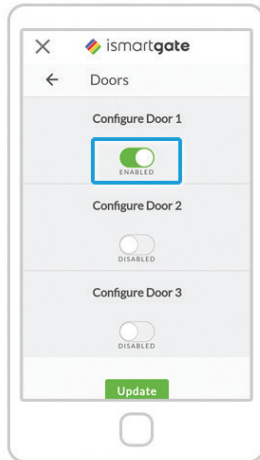 ismartgate
Doors
Configure Door 1
ENABLED
Configure Door 2
DISABLED
Configure Door 3
DISABLED
Update